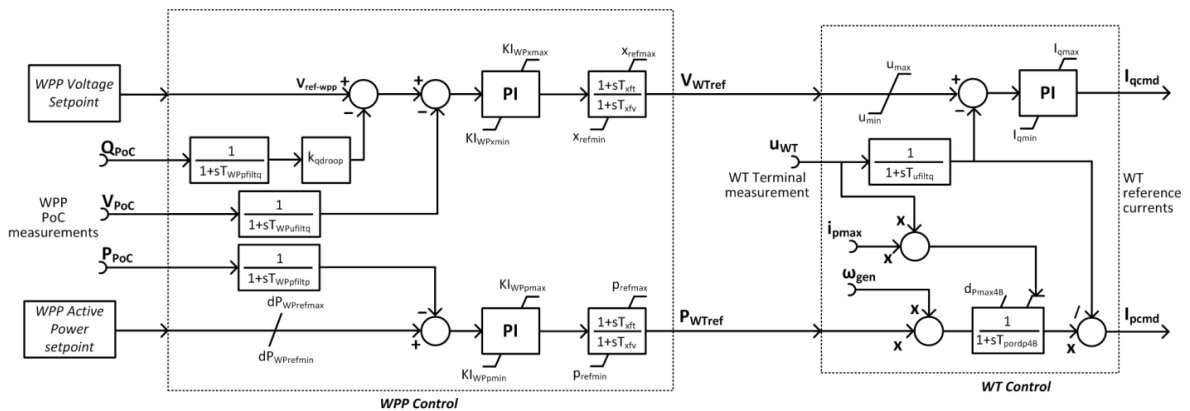 WPP Voltage
Setpoint
V_ref-wpp
+
−
+
−
KI_WPxmax
PI
KI_WPxmin
x_refmax
1+sT_xft
1+sT_xfv
x_refmin
V_WTref
u_max
u_min
+
−
I_qmax
PI
I_qmin
I_qcmd
Q_PoC
1
1+sT_WPpfiltq
k_qdroop
WPP
PoC
measurements
V_PoC
1
1+sT_WPufiltq
P_PoC
1
1+sT_WPpfiltp
u_WT
WT Terminal
measurement
1
1+sT_ufiltq
WT
reference
currents
i_pmax
x
x
ω_gen
x
x
WPP Active
Power
setpoint
dP_WPrefmax
dP_WPrefmin
−
+
KI_WPpmax
PI
KI_WPpmin
p_refmax
1+sT_xft
1+sT_xfv
p_refmin
P_WTref
d_Pmax4B
1
1+sT_pordp4B
/
x
I_pcmd
WPP Control
WT Control